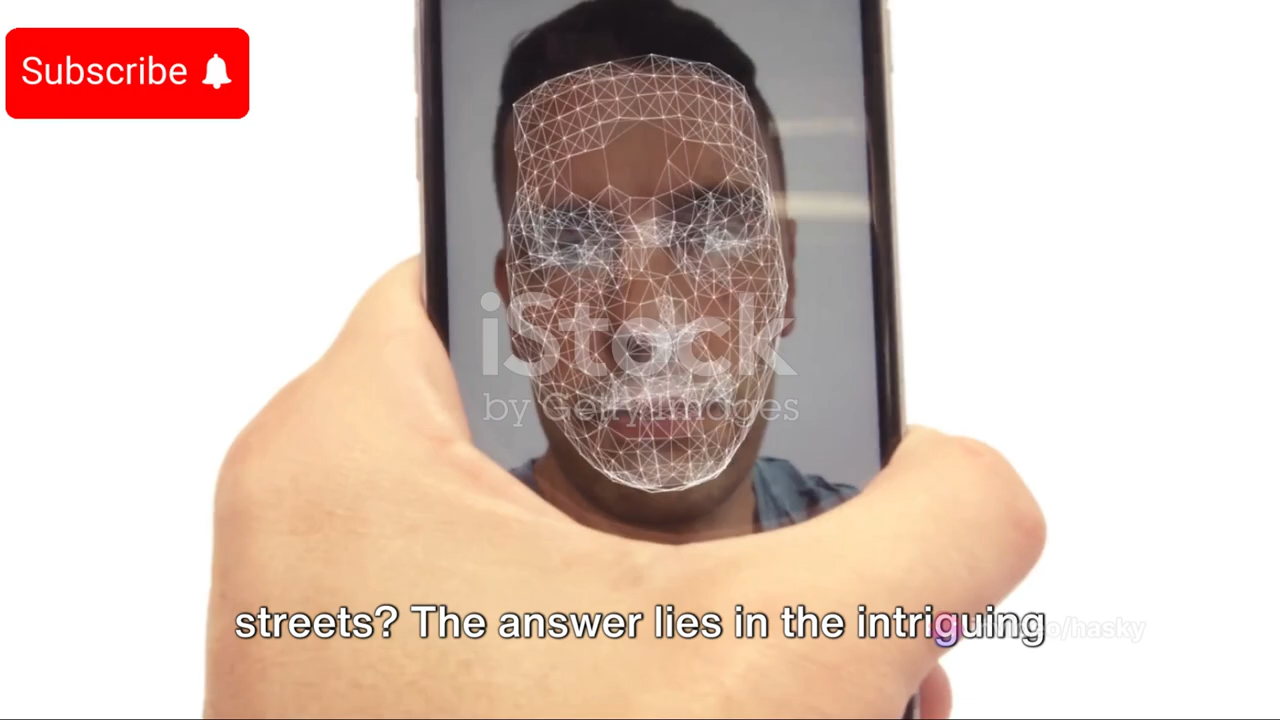 Subscribe
iStock
by Getty Images
streets? The answer lies in the intriguing